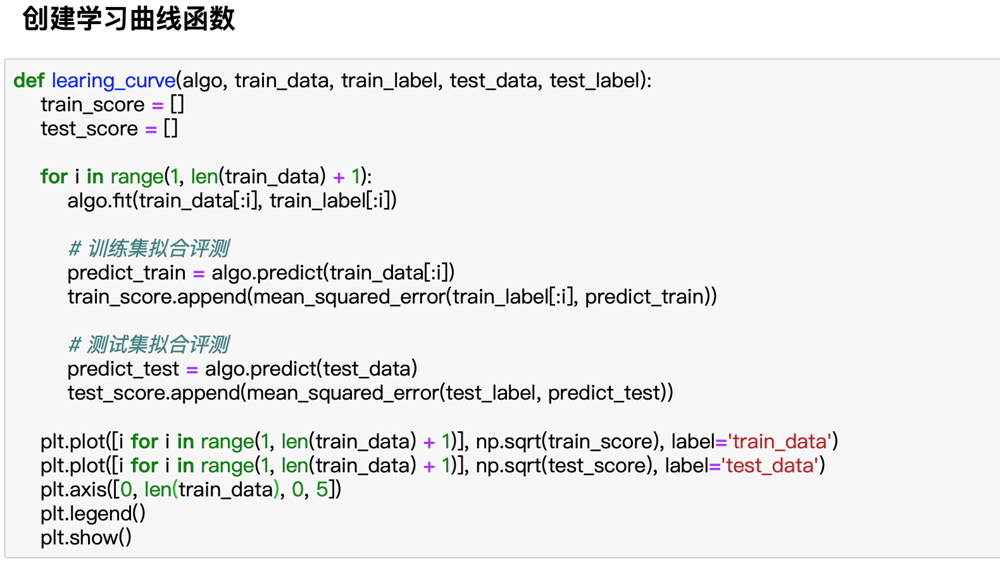 创建学习曲线函数
def learing_curve(algo, train_data, train_label, test_data, test_label):
train_score = []
test_score = []
for i in range(1, len(train_data) + 1):
algo.fit(train_data[:i], train_label[:i])
# 训练集拟合评测
predict_train = algo.predict(train_data[:i])
train_score.append(mean_squared_error(train_label[:i], predict_train))
# 测试集拟合评测
predict_test = algo.predict(test_data)
test_score.append(mean_squared_error(test_label, predict_test))
plt.plot([i for i in range(1, len(train_data) + 1)], np.sqrt(train_score), label='train_data')
plt.plot([i for i in range(1, len(train_data) + 1)], np.sqrt(test_score), label='test_data')
plt.axis([0, len(train_data), 0, 5])
plt.legend()
plt.show()